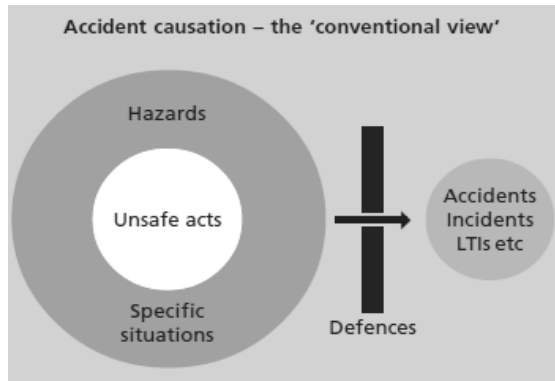 Accident causation – the ‘conventional view’
Hazards
Unsafe acts
Specific
situations
Defences
Accidents
Incidents
LTIs etc